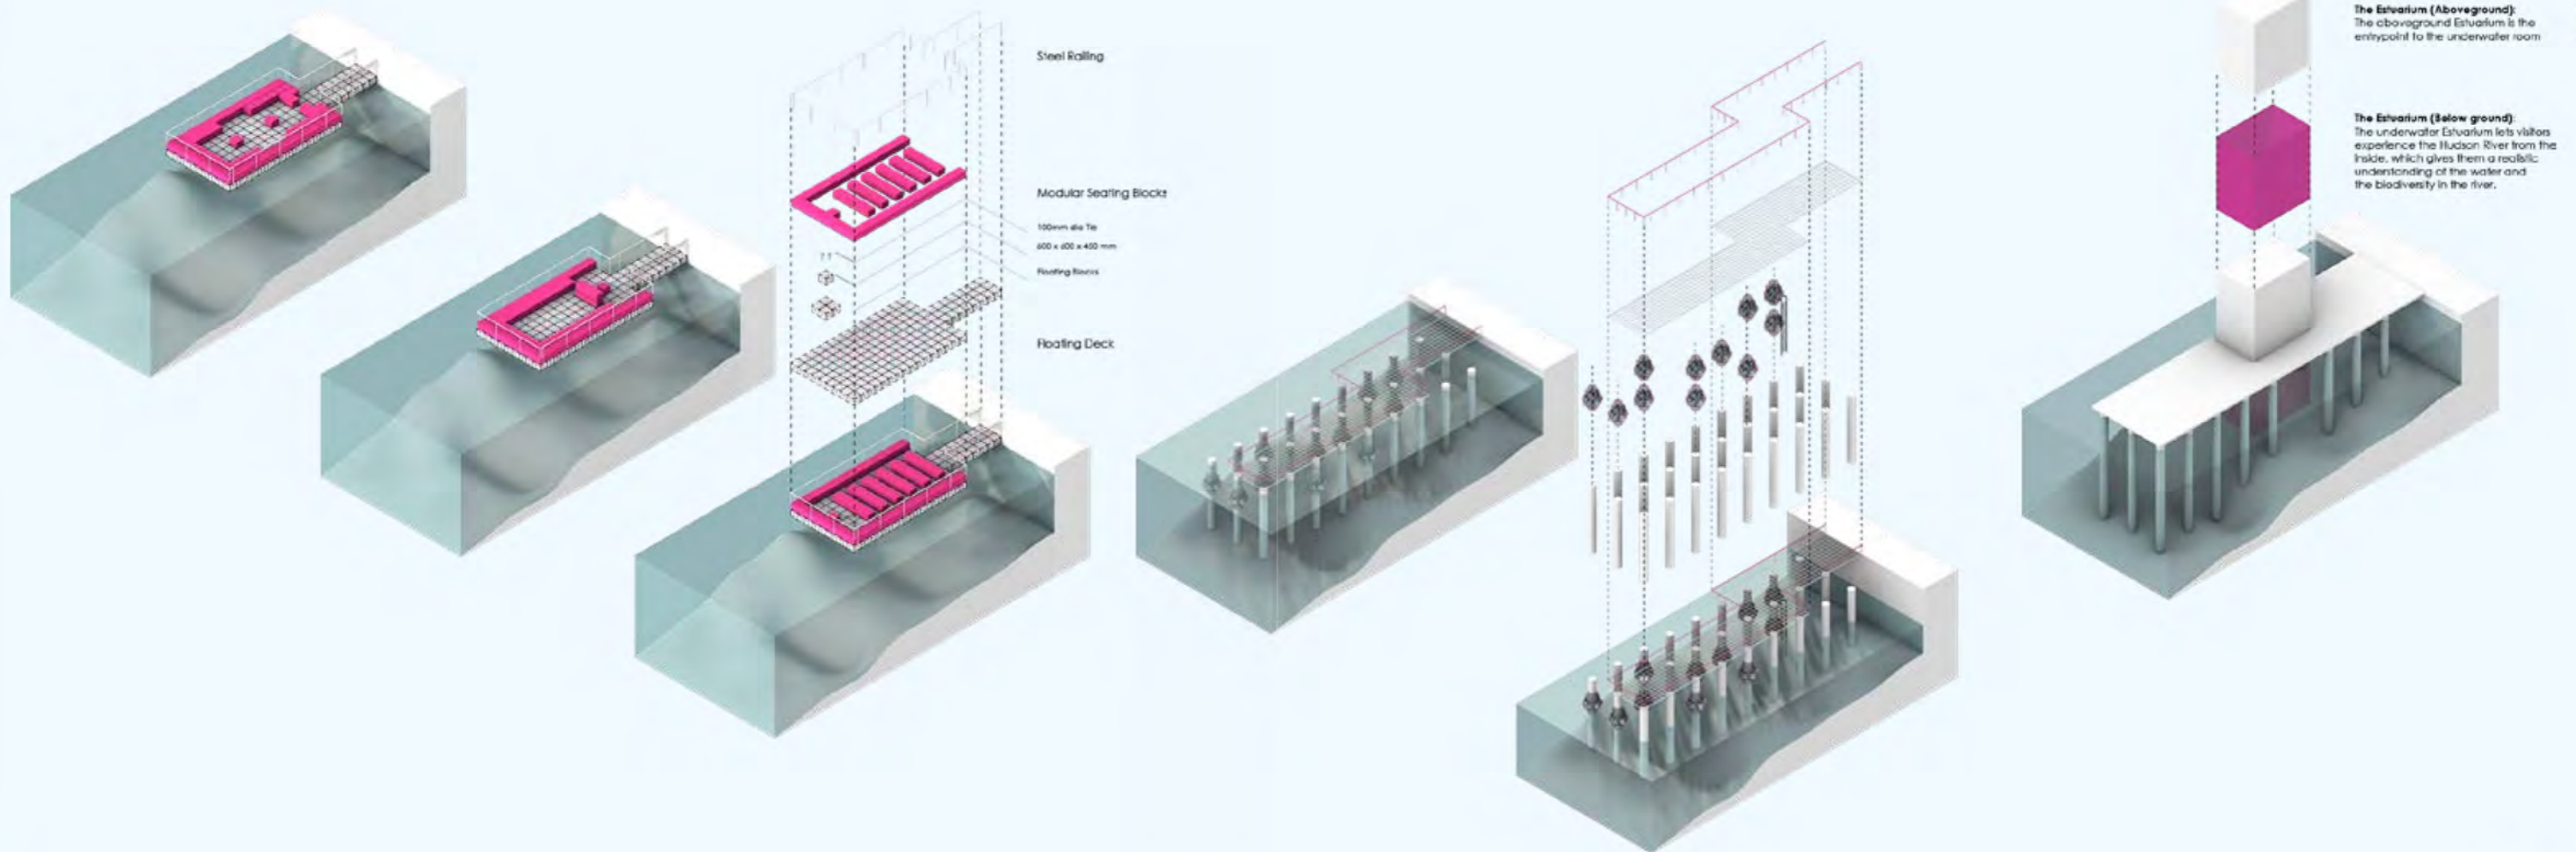 Steel Railing
Modular Seating Blocks
100mm dia Tie
600 x 600 x 400 mm
Floating Blocks
Floating Deck
The Estuarium (Aboveground):
The aboveground Estuarium is the
entrypoint to the underwater room
The Estuarium (Below ground):
The underwater Estuarium lets visitors
experience the Hudson River from the
inside, which gives them a realistic
understanding of the water and
the biodiversity in the river.